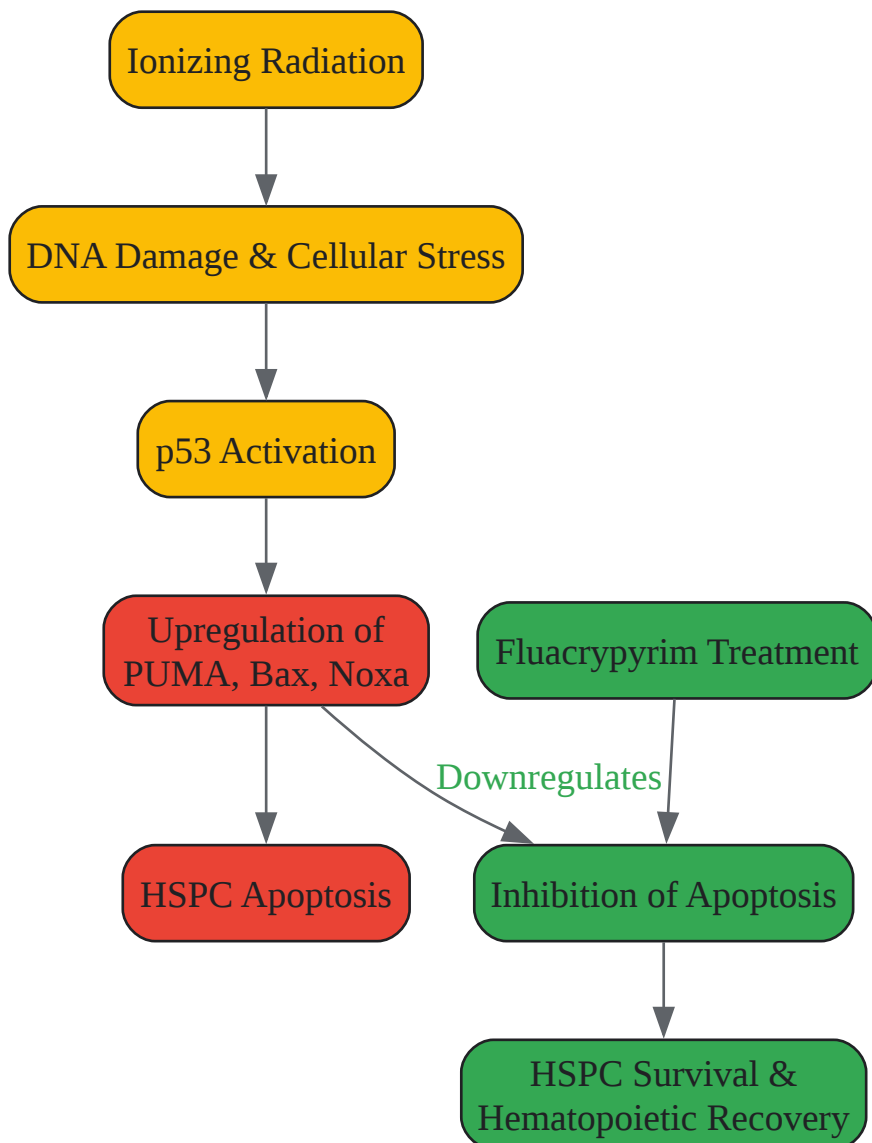 Ionizing Radiation
DNA Damage & Cellular Stress
p53 Activation
Upregulation of
PUMA, Bax, Noxa
Fluacrypyrim Treatment
Downregulates
HSPC Apoptosis
Inhibition of Apoptosis
HSPC Survival &
Hematopoietic Recovery